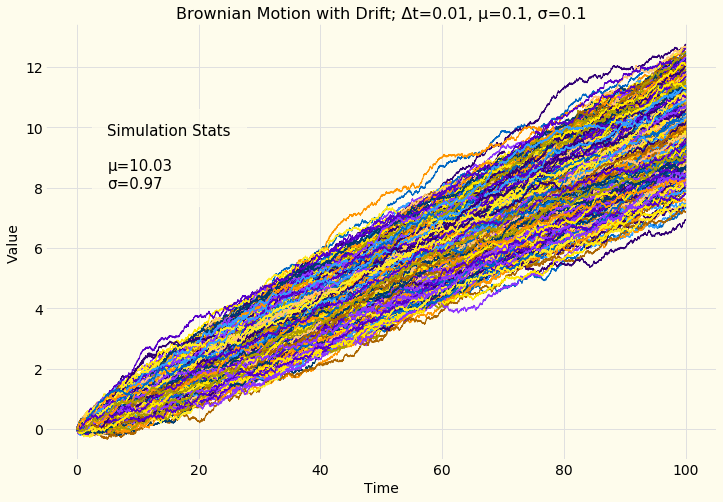 Brownian Motion with Drift; Δt=0.01, μ=0.1, σ=0.1
12
10
8
6
4
2
0
Value
Simulation Stats
μ=10.03
σ=0.97
0 20 40 60 80 100
Time